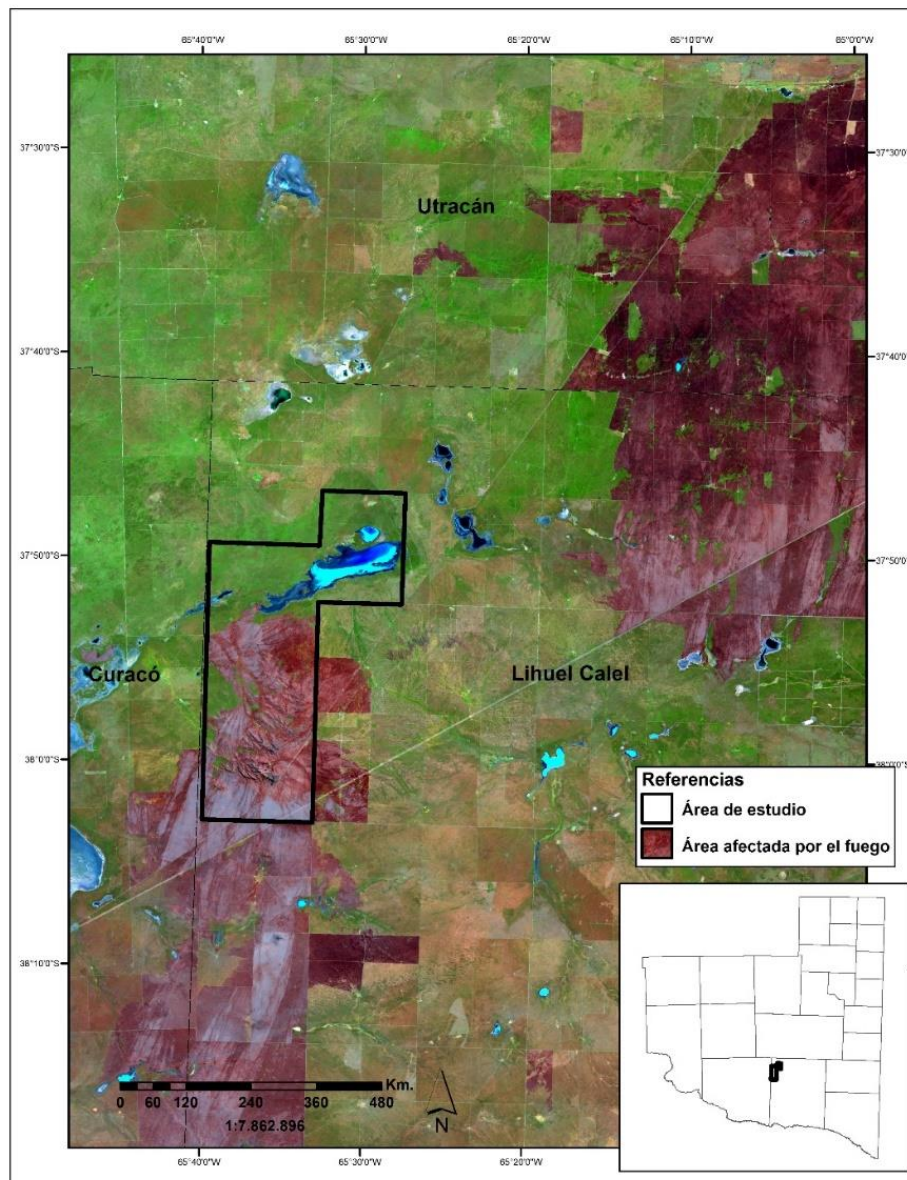 65°40'0"W 65°30'0"W 65°20'0"W 65°10'0"W 65°0'0"W
37°30'0"S 37°30'0"
Utracán
37°40'0"S 37°40'0"
37°50'0"S 37°50'0"
Curacó
Lihuel Calel
38°0'0"S 38°0'0"S
Referencias
Área de estudio
Área afectada por el fuego
38°10'0"S
Km.
0 60 120 240 360 480
1:7.862.896
N
65°40'0"W 65°30'0"W 65°20'0"W